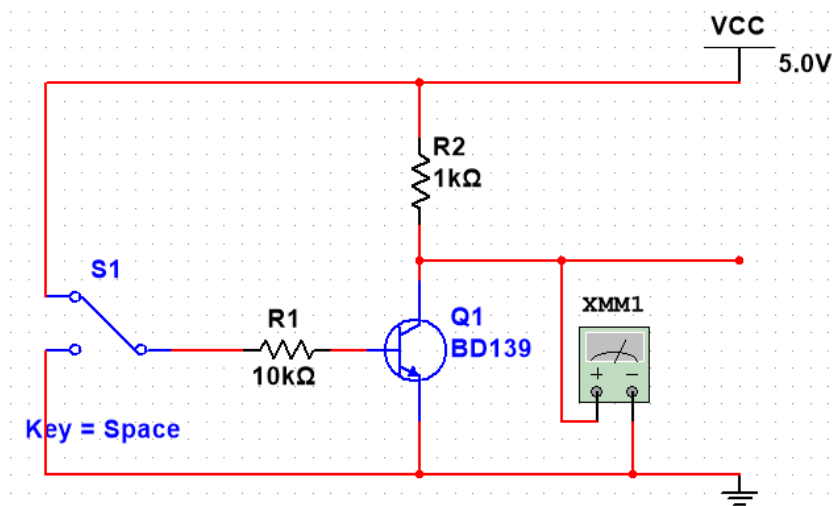 VCC
5.0V
R2
1kΩ
S1
XMM1
R1
Q1
BD139
10kΩ
+ −
Key = Space